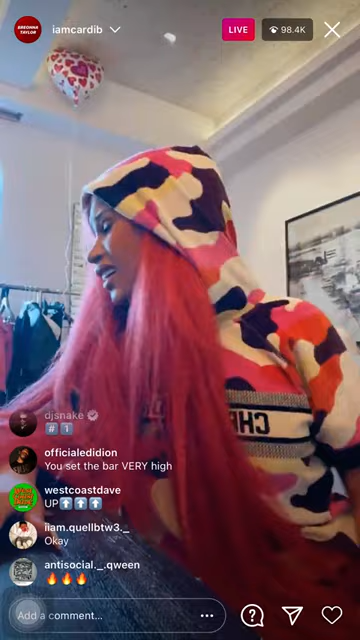 BREONNA
TAYLOR
iamcardib
LIVE
98.4K
djsnake
#️⃣1️⃣
officialedidion
You set the bar VERY high
westcoastdave
UP⬆️⬆️⬆️
iiam.quellbtw3._
Okay
antisocial._.qween
🔥🔥🔥
Add a comment...